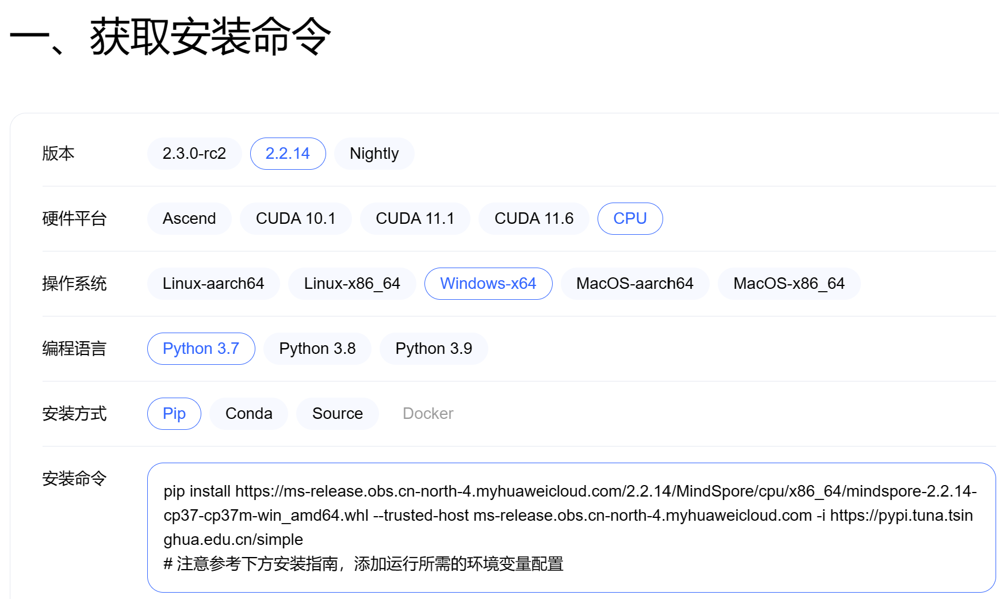 一、获取安装命令
版本 2.3.0-rc2 2.2.14 Nightly
硬件平台 Ascend CUDA 10.1 CUDA 11.1 CUDA 11.6 CPU
操作系统 Linux-aarch64 Linux-x86_64 Windows-x64 MacOS-aarch64 MacOS-x86_64
编程语言 Python 3.7 Python 3.8 Python 3.9
安装方式 Pip Conda Source Docker
安装命令
pip install https://ms-release.obs.cn-north-4.myhuaweicloud.com/2.2.14/MindSpore/cpu/x86_64/mindspore-2.2.14-
cp37-cp37m-win_amd64.whl --trusted-host ms-release.obs.cn-north-4.myhuaweicloud.com -i https://pypi.tuna.tsin
ghua.edu.cn/simple
# 注意参考下方安装指南，添加运行所需的环境变量配置